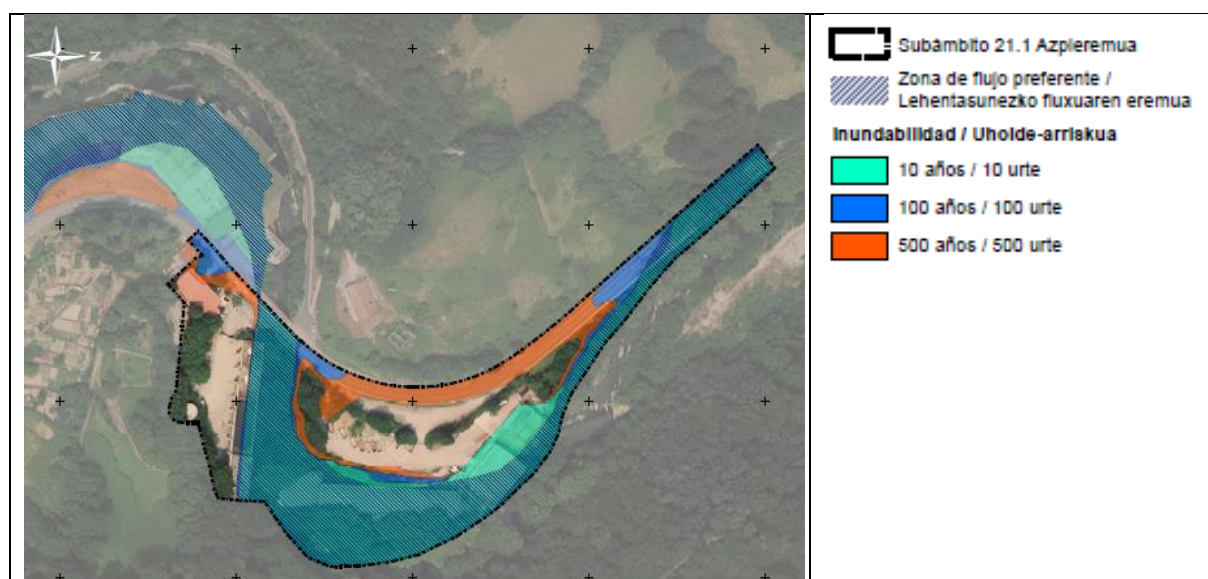 N
Subámbito 21.1 Azpieremua
Zona de flujo preferente /
Lehentasunezko fluxuaren eremua
Inundabilidad / Uholde-arriskua
10 años / 10 urte
100 años / 100 urte
500 años / 500 urte